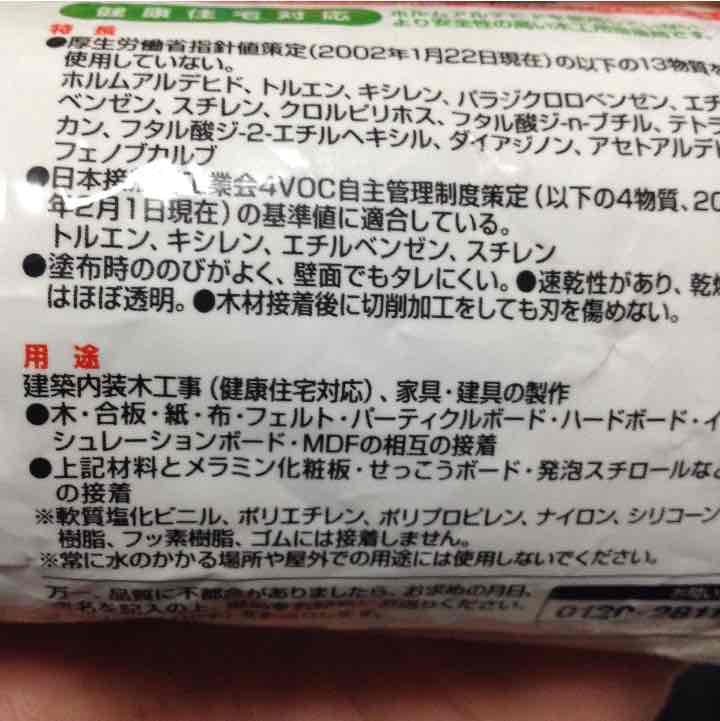 健康住宅対応
特長
●厚生労働省指針値策定(2002年1月22日現在)の以下の13物質を
使用していない。
ホルムアルデヒド、トルエン、キシレン、パラジクロロベンゼン、エチ
ベンゼン、スチレン、クロルピリホス、フタル酸ジ-n-ブチル、テトラ
カン、フタル酸ジ-2-エチルヘキシル、ダイアジノン、アセトアルデヒ
フェノブカルブ
●日本接 業会4VOC自主管理制度策定(以下の4物質、20
年2月1日現在)の基準値に適合している。
トルエン、キシレン、エチルベンゼン、スチレン
●塗布時ののびがよく、壁面でもタレにくい。●速乾性があり、乾燥
はほぼ透明。●木材接着後に切削加工をしても刃を傷めない。
用途
建築内装木工事(健康住宅対応)、家具・建具の製作
●木・合板・紙・布・フェルト・パーティクルボード・ハードボード・イ
シュレーションボード・MDFの相互の接着
●上記材料とメラミン化粧板・せっこうボード・発泡スチロールなど
の接着
※軟質塩化ビニル、ポリエチレン、ポリプロピレン、ナイロン、シリコーン
樹脂、フッ素樹脂、ゴムには接着しません。
※常に水のかかる場所や屋外での用途には使用しないでください。
万一、品質に不都合がありましたら、お求めの月日、